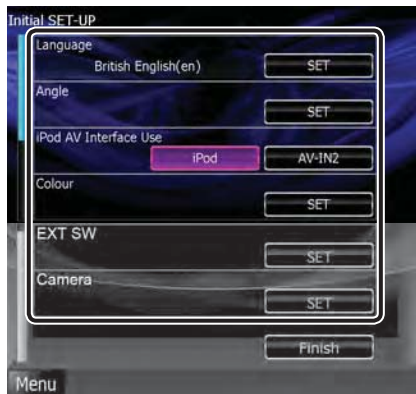 Initial SET-UP
Language
British English(en) SET
Angle
SET
iPod AV Interface Use
iPod AV-IN2
Colour
SET
EXT SW
SET
Camera
SET
Finish
Menu